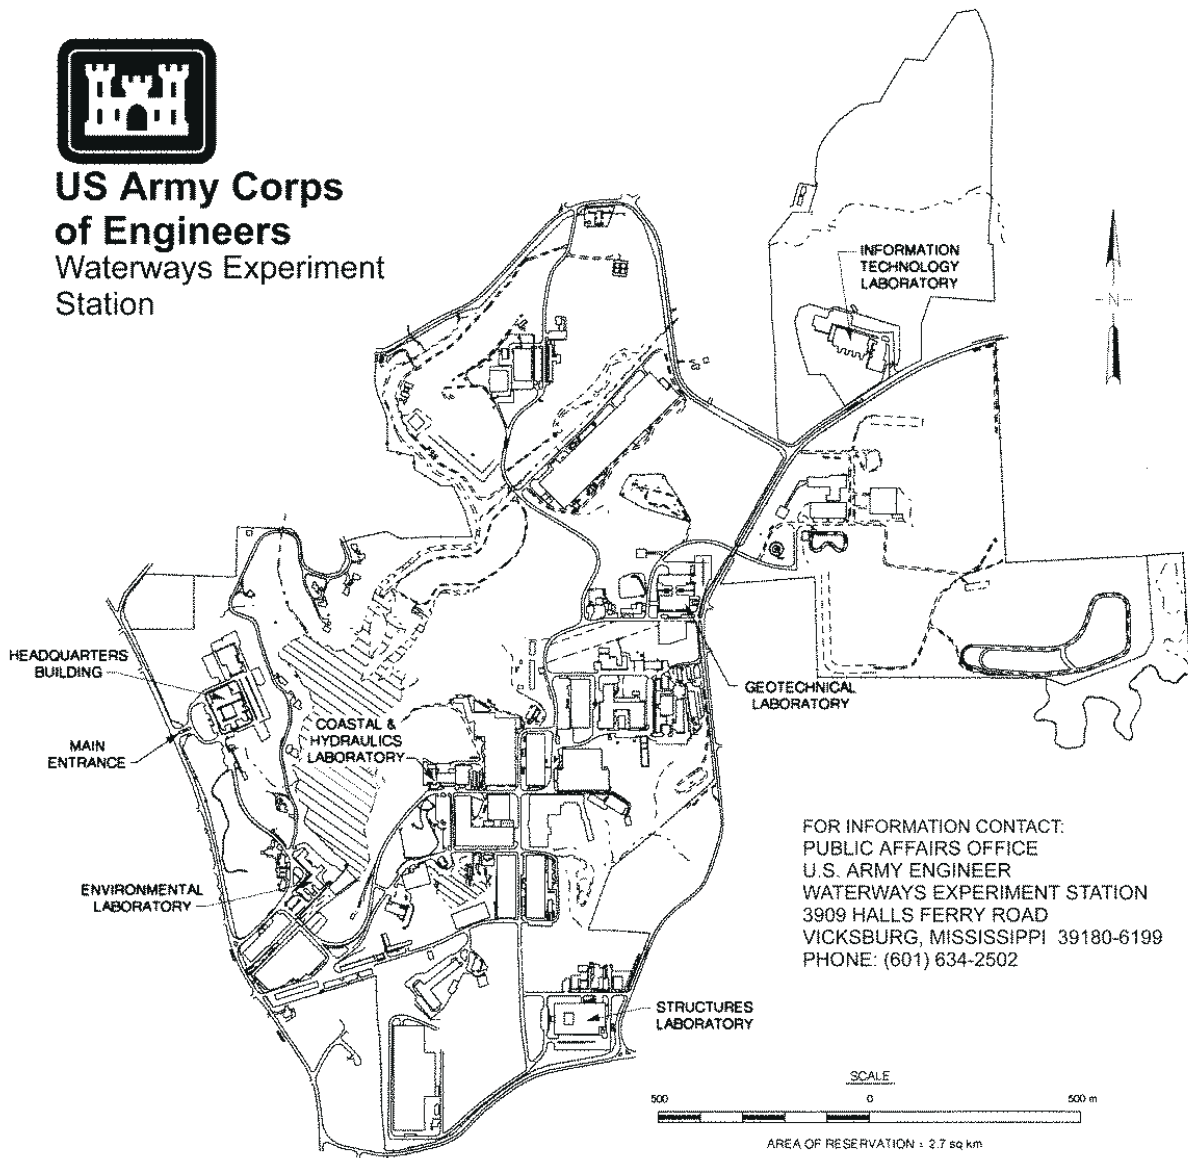 US Army Corps
of Engineers
Waterways Experiment
Station
INFORMATION
TECHNOLOGY
LABORATORY
N
HEADQUARTERS
BUILDING
MAIN
ENTRANCE
COASTAL &
HYDRAULICS
LABORATORY
GEOTECHNICAL
LABORATORY
ENVIRONMENTAL
LABORATORY
STRUCTURES
LABORATORY
FOR INFORMATION CONTACT:
PUBLIC AFFAIRS OFFICE
U.S. ARMY ENGINEER
WATERWAYS EXPERIMENT STATION
3909 HALLS FERRY ROAD
VICKSBURG, MISSISSIPPI 39180-6199
PHONE: (601) 634-2502
SCALE
500 0 500 m
AREA OF RESERVATION : 2.7 sq km